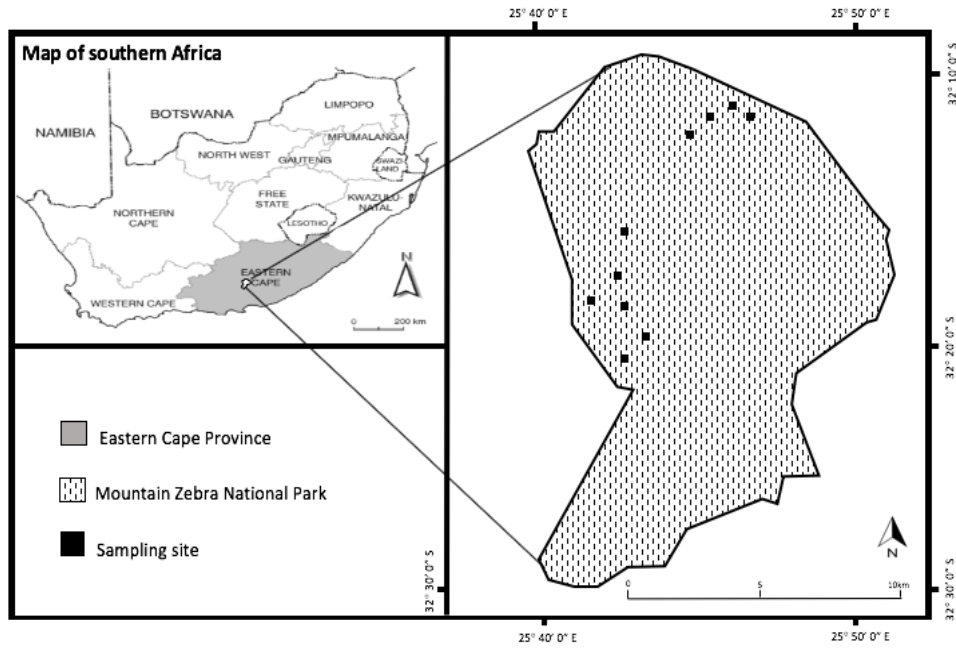 25° 40′ 0″ E
25° 50′ 0″ E
Map of southern Africa
32° 10′ 0″ S
LIMPOPO
BOTSWANA
NAMIBIA
MPUMALANGA
NORTH WEST
GAUTENG
SWAZI-
LAND
FREE
STATE
KWAZULU-
NATAL
NORTHERN
CAPE
LESOTHO
N
EASTERN
CAPE
WESTERN CAPE
0 200 km
32° 20′ 0″ S
Eastern Cape Province
Mountain Zebra National Park
Sampling site
N
0 5 10km
32° 30′ 0″ S
32° 30′ 0″ S
25° 40′ 0″ E
25° 50′ 0″ E